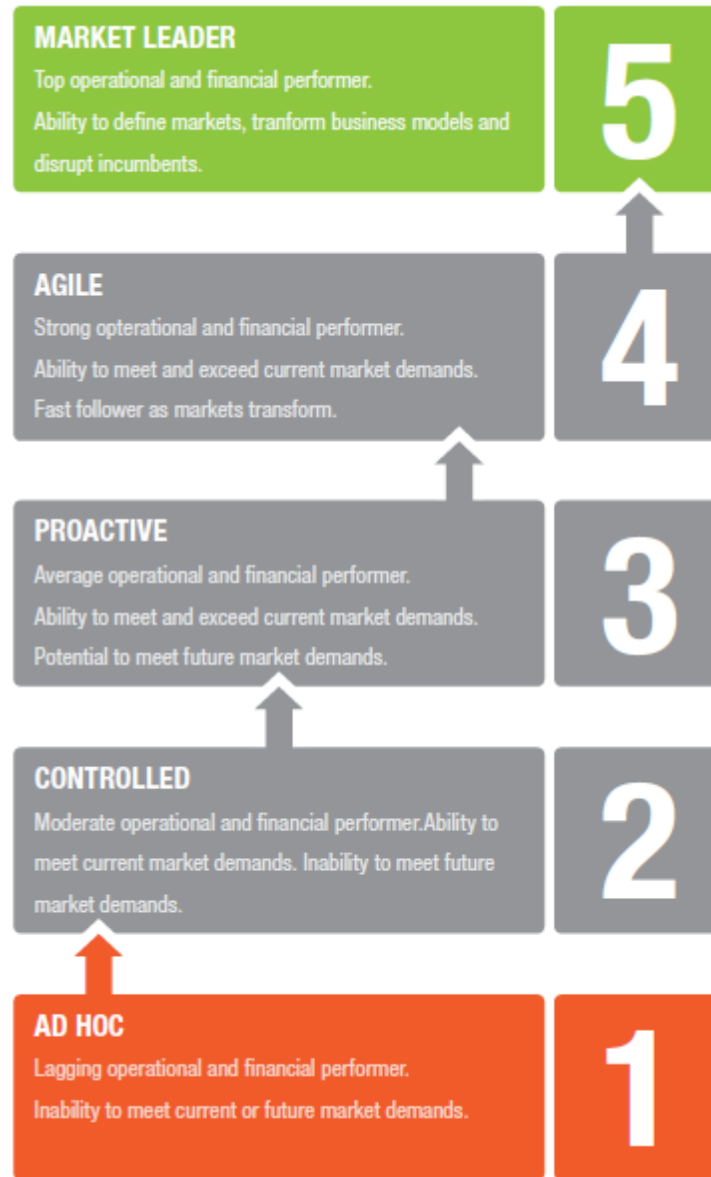 MARKET LEADER
Top operational and financial performer.
Ability to define markets, tranform business models and
disrupt incumbents.
5
AGILE
Strong opterational and financial performer.
Ability to meet and exceed current market demands.
Fast follower as markets transform.
4
PROACTIVE
Average operational and financial performer.
Ability to meet and exceed current market demands.
Potential to meet future market demands.
3
CONTROLLED
Moderate operational and financial performer.Ability to
meet current market demands. Inability to meet future
market demands.
2
AD HOC
Lagging operational and financial performer.
Inability to meet current or future market demands.
1